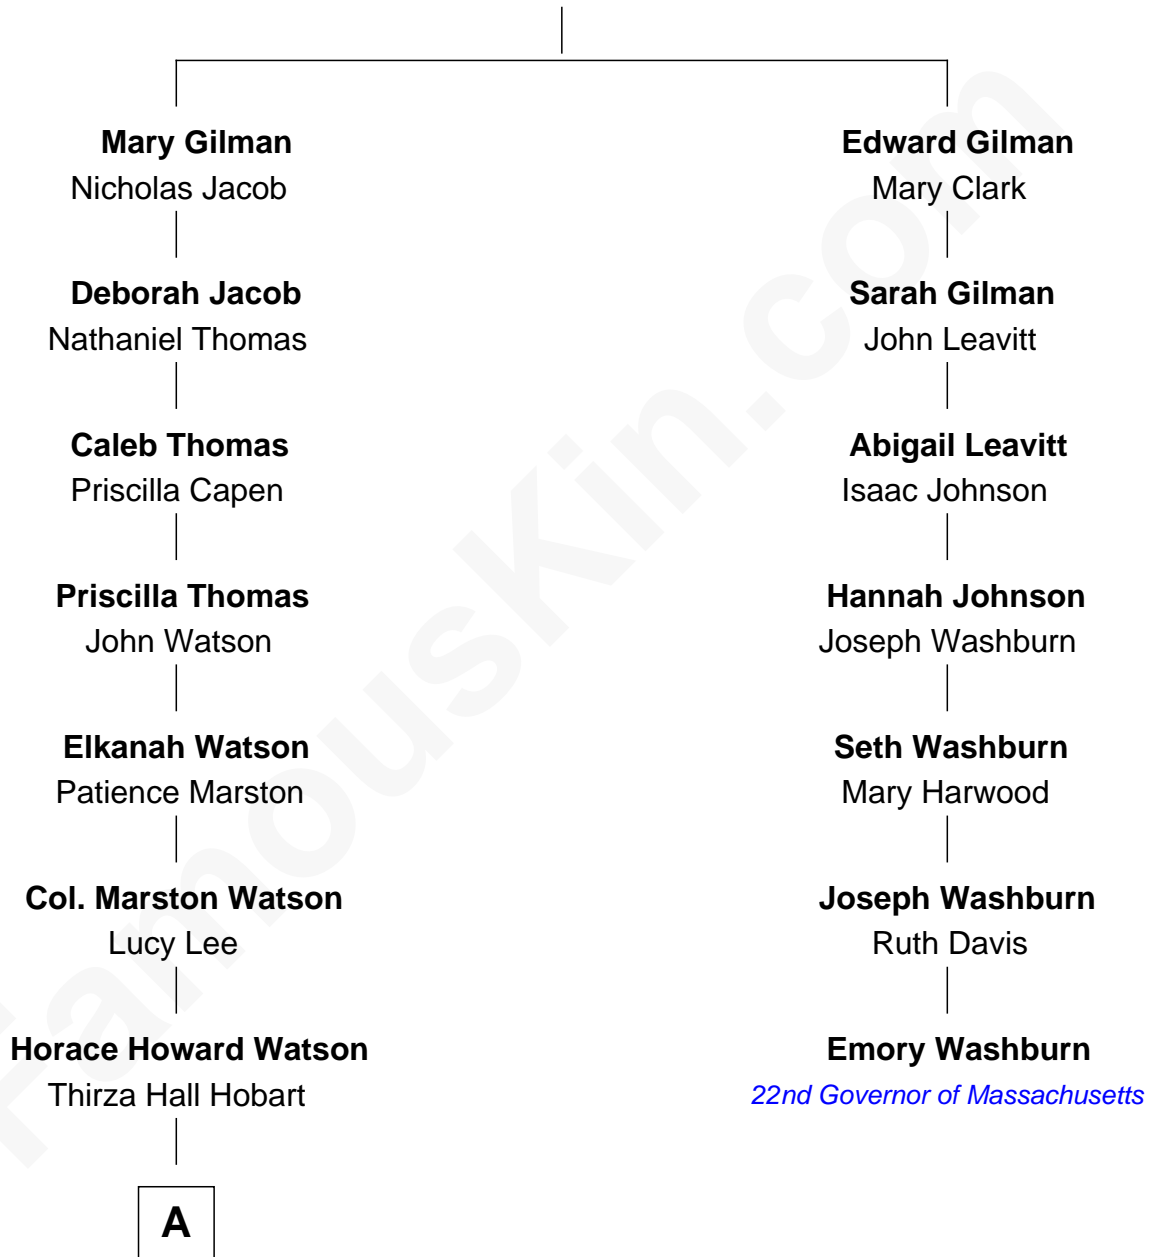 Mary Gilman
Nicholas Jacob
Deborah Jacob
Nathaniel Thomas
Caleb Thomas
Priscilla Capen
Priscilla Thomas
John Watson
Elkanah Watson
Patience Marston
Col. Marston Watson
Lucy Lee
Horace Howard Watson
Thirza Hall Hobart
A
Edward Gilman
Mary Clark
Sarah Gilman
John Leavitt
Abigail Leavitt
Isaac Johnson
Hannah Johnson
Joseph Washburn
Seth Washburn
Mary Harwood
Joseph Washburn
Ruth Davis
Emory Washburn
22nd Governor of Massachusetts
FamousKin.com